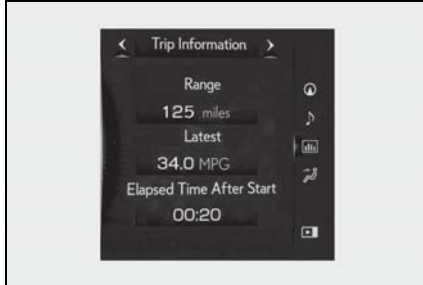 Trip Information
Range
125 miles
Latest
34.0 MPG
Elapsed Time After Start
00:20